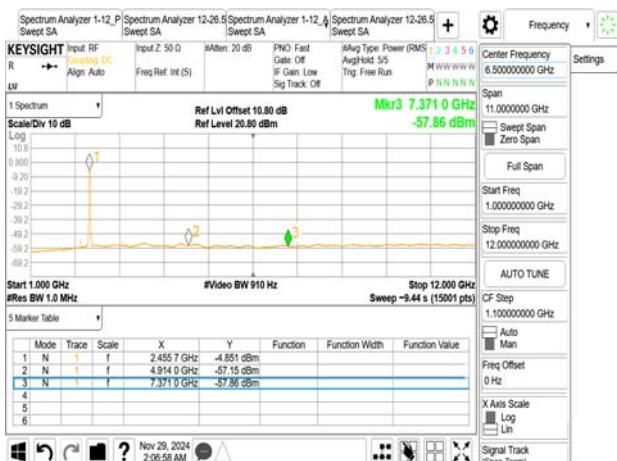 Spectrum Analyzer 1-12_P Spectrum Analyzer 12-26.5 Spectrum Analyzer 1-12_A Spectrum Analyzer 12-26.5
Swept SA Swept SA Swept SA Swept SA
Frequency
KEYSIGHT Input: RF Input Z: 50 Ω #Atten: 20 dB PNO: Fast #Avg Type: Power (RMS 1 2 3 4 5 6
R Coupling: DC Gate: Off Avg|Hold: 5/5 M W W W W W W
Align: Auto Freq Ref: Int (S) IF Gain: Low Trig: Free Run
Sig Track: Off P N N N N N
1 Spectrum
Scale/Div 10 dB
Ref Lvl Offset 10.80 dB
Ref Level 20.80 dBm
Mkr3 7.371 0 GHz
-57.86 dBm
Log
10.8
0.800
-9.20
-19.2
-29.2
-39.2
-49.2
-59.2
-69.2
1
2
3
Start 1.000 GHz #Video BW 910 Hz Stop 12.000 GHz
#Res BW 1.0 MHz Sweep ~9.44 s (15001 pts)
5 Marker Table
Mode Trace Scale X Y Function Function Width Function Value
1 N 1 f 2.455 7 GHz -4.851 dBm
2 N 1 f 4.914 0 GHz -57.15 dBm
3 N 1 f 7.371 0 GHz -57.86 dBm
4
5
6
Nov 29, 2024
2:06:58 AM
Center Frequency
6.500000000 GHz
Settings
Span
11.0000000 GHz
Swept Span
Zero Span
Full Span
Start Freq
1.000000000 GHz
Stop Freq
12.000000000 GHz
AUTO TUNE
CF Step
1.100000000 GHz
Auto
Man
Freq Offset
0 Hz
X Axis Scale
Log
Lin
Signal Track